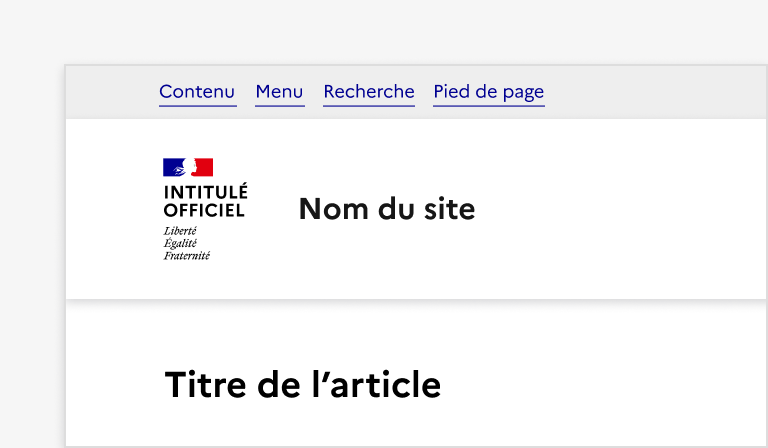 Contenu Menu Recherche Pied de page
INTITULÉ
OFFICIEL
Liberté
Égalité
Fraternité
Nom du site
Titre de l’article